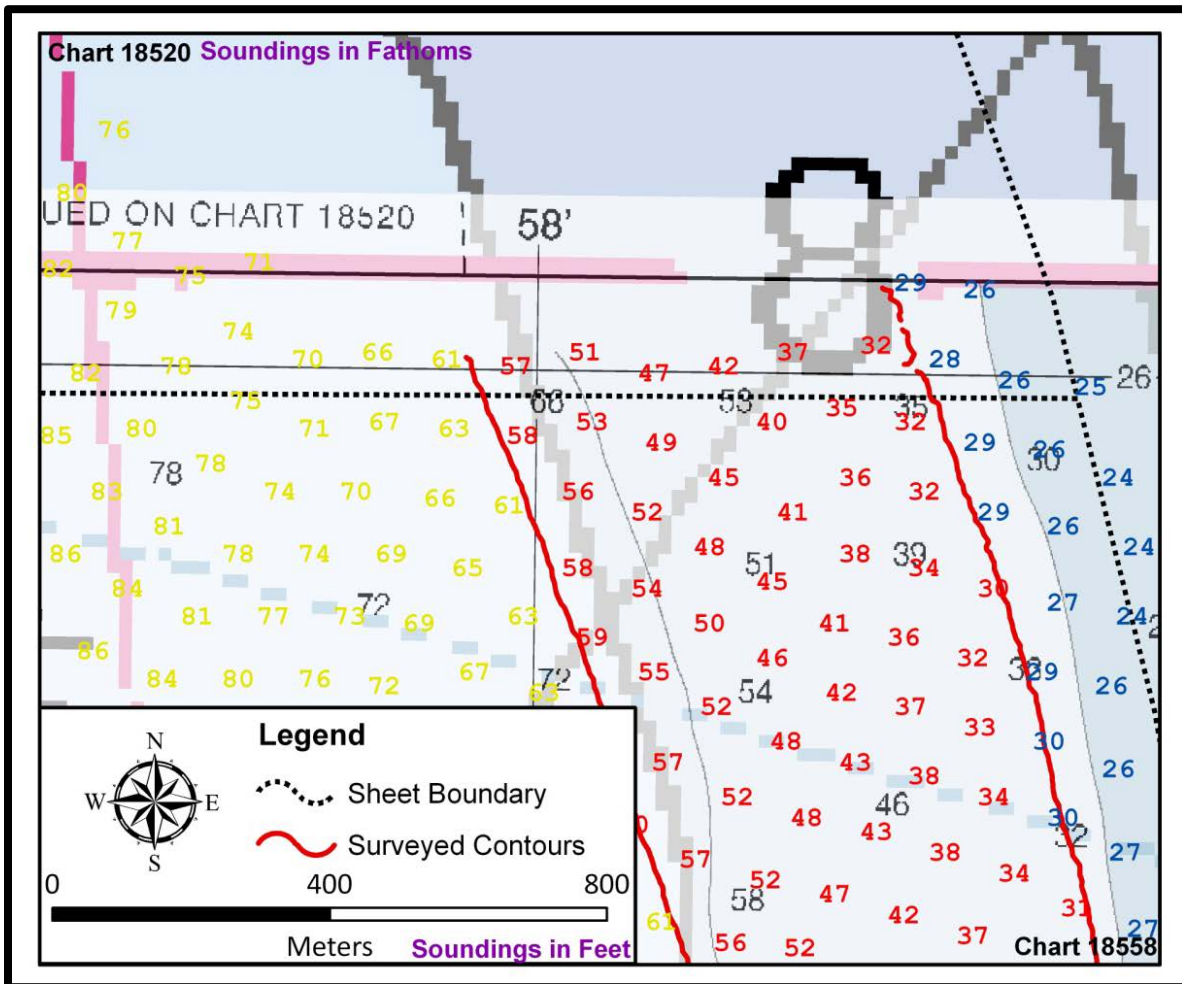 Chart 18520 Soundings in Fathoms
76
80
UED ON CHART 18520 58'
77
82 75 71
29 26
79
74
78 70 66 61 57 51 47 42 37 32 28
82 26 25 26
75 66 53 35 35
85 80 71 67 63 58 53 49 40 32 29 26 30
78 78
83 74 70 66 61 56 52 45 36 32 24
81 41 29 26
86 78 74 69 65 58 48 51 38 39 34 24
84 54 45 30
81 77 73 72 69 63 50 41 27 24
86 59 46 36 32
84 80 76 72 67 63 72 55 54 42 39 29 26
52 37 33
57 48 43 38 30 26
52 46 34
48 43 30 32 27
57 38
52 58 47 34
61 42 31
56 52 37 27
Legend
N
W E
S
Sheet Boundary
Surveyed Contours
0 400 800
Meters Soundings in Feet
Chart 18558